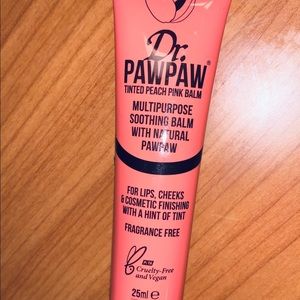 Dr.
PAWPAW®
TINTED PEACH PINK BALM
MULTIPURPOSE
SOOTHING BALM
WITH NATURAL
PAWPAW
FOR LIPS, CHEEKS
& COSMETIC FINISHING
WITH A HINT OF TINT
FRAGRANCE FREE
PETA
Cruelty-Free
and Vegan
25ml e